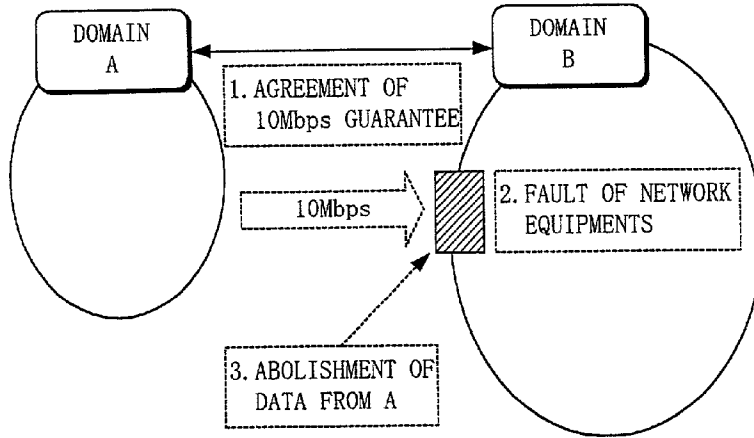 DOMAIN
A
DOMAIN
B
1. AGREEMENT OF
10Mbps GUARANTEE
10Mbps
2. FAULT OF NETWORK
EQUIPMENTS
3. ABOLISHMENT OF
DATA FROM A